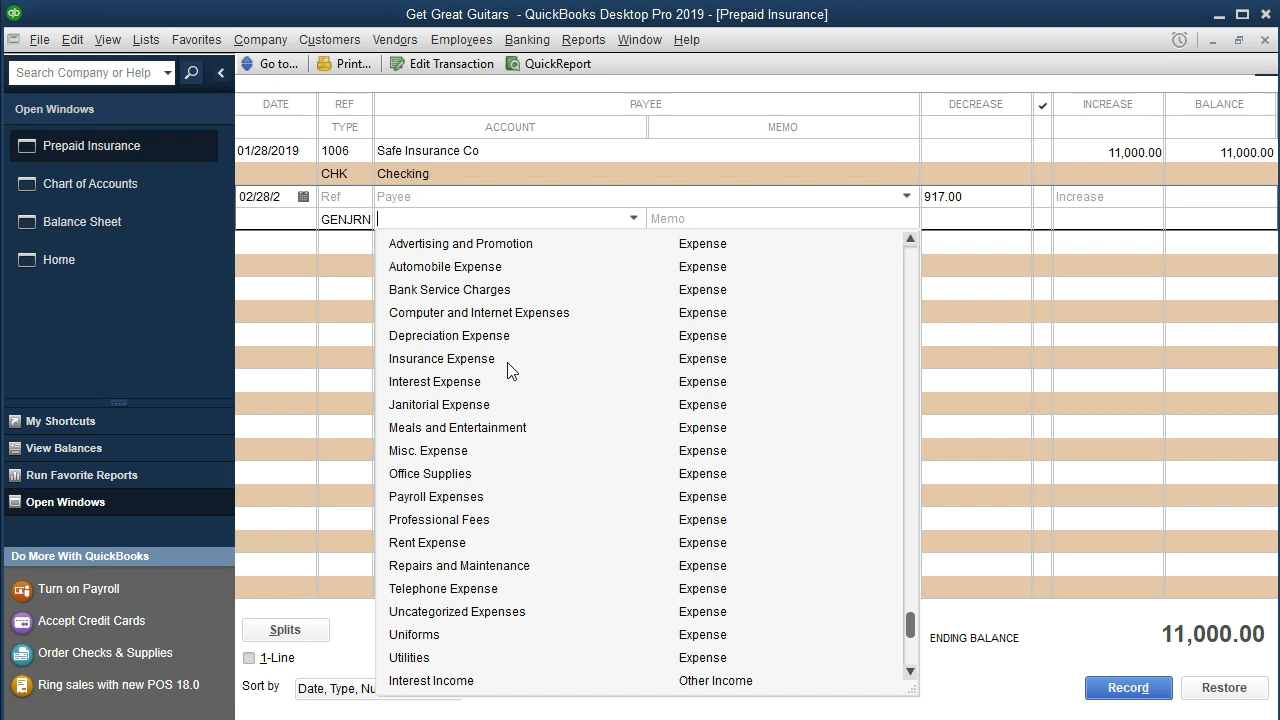 Get Great Guitars - QuickBooks Desktop Pro 2019 - [Prepaid Insurance]
File Edit View Lists Favorites Company Customers Vendors Employees Banking Reports Window Help
Search Company or Help
Go to... Print... Edit Transaction QuickReport
Open Windows
Prepaid Insurance
Chart of Accounts
Balance Sheet
Home
My Shortcuts
View Balances
Run Favorite Reports
Open Windows
Do More With QuickBooks
Turn on Payroll
Accept Credit Cards
Order Checks & Supplies
Ring sales with new POS 18.0
DATE REF PAYEE DECREASE ✓ INCREASE BALANCE
TYPE ACCOUNT MEMO
01/28/2019 1006 Safe Insurance Co 11,000.00 11,000.00
CHK Checking
02/28/2 Ref Payee 917.00 Increase
GENJRN Memo
Advertising and Promotion Expense
Automobile Expense Expense
Bank Service Charges Expense
Computer and Internet Expenses Expense
Depreciation Expense Expense
Insurance Expense Expense
Interest Expense Expense
Janitorial Expense Expense
Meals and Entertainment Expense
Misc. Expense Expense
Office Supplies Expense
Payroll Expenses Expense
Professional Fees Expense
Rent Expense Expense
Repairs and Maintenance Expense
Telephone Expense Expense
Uncategorized Expenses Expense
Uniforms Expense
Utilities Expense
Interest Income Other Income
Splits
1-Line
Sort by Date, Type, Nu
ENDING BALANCE 11,000.00
Record Restore